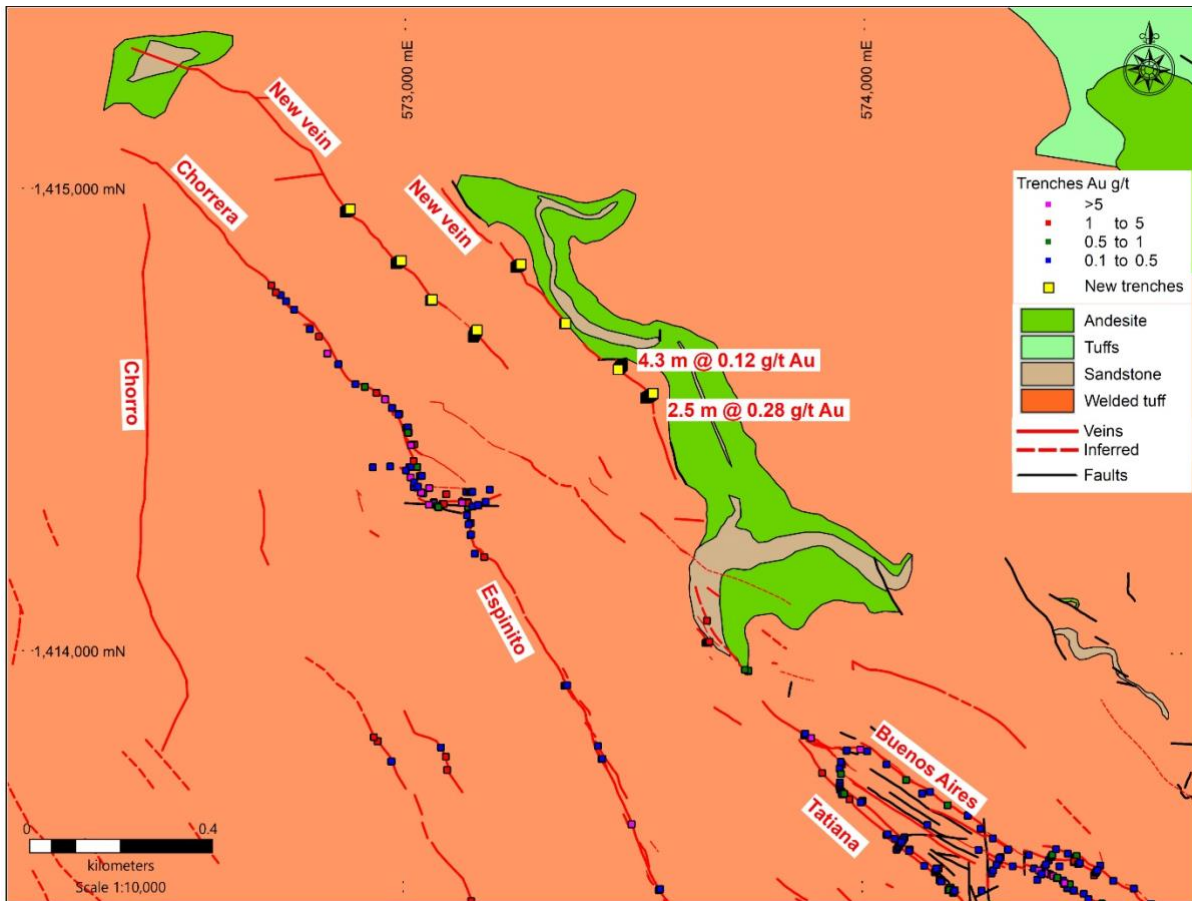 573,000 mE
574,000 mE
New vein
1,415,000 mN
Chorrera
New vein
Trenches Au g/t
>5
1 to 5
0.5 to 1
0.1 to 0.5
New trenches
Andesite
Tuffs
Sandstone
Welded tuff
Veins
Inferred
Faults
4.3 m @ 0.12 g/t Au
2.5 m @ 0.28 g/t Au
Chorro
Espinito
1,414,000 mN
Buenos Aires
Tatiana
0 0.4
kilometers
Scale 1:10,000